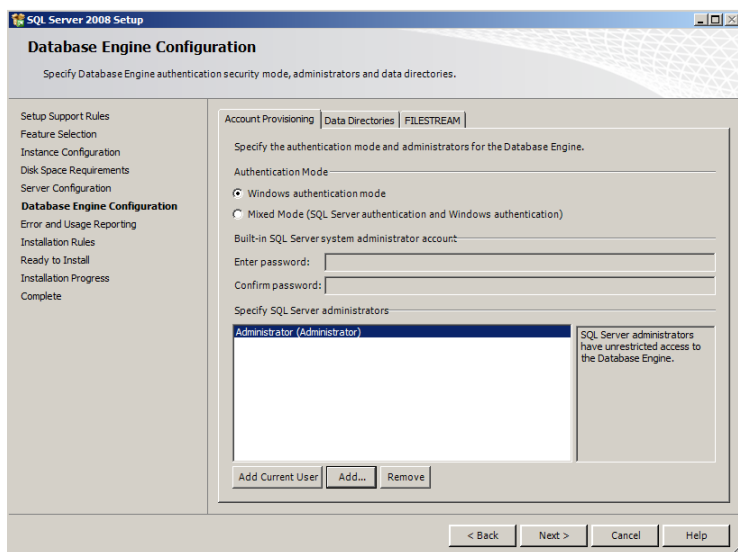 SQL Server 2008 Setup
Database Engine Configuration
Specify Database Engine authentication security mode, administrators and data directories.
Setup Support Rules
Feature Selection
Instance Configuration
Disk Space Requirements
Server Configuration
Database Engine Configuration
Error and Usage Reporting
Installation Rules
Ready to Install
Installation Progress
Complete
Account Provisioning Data Directories FILESTREAM
Specify the authentication mode and administrators for the Database Engine.
Authentication Mode
Windows authentication mode
Mixed Mode (SQL Server authentication and Windows authentication)
Built-in SQL Server system administrator account
Enter password:
Confirm password:
Specify SQL Server administrators
Administrator (Administrator)
SQL Server administrators
have unrestricted access to
the Database Engine.
Add Current User Add... Remove
< Back Next > Cancel Help